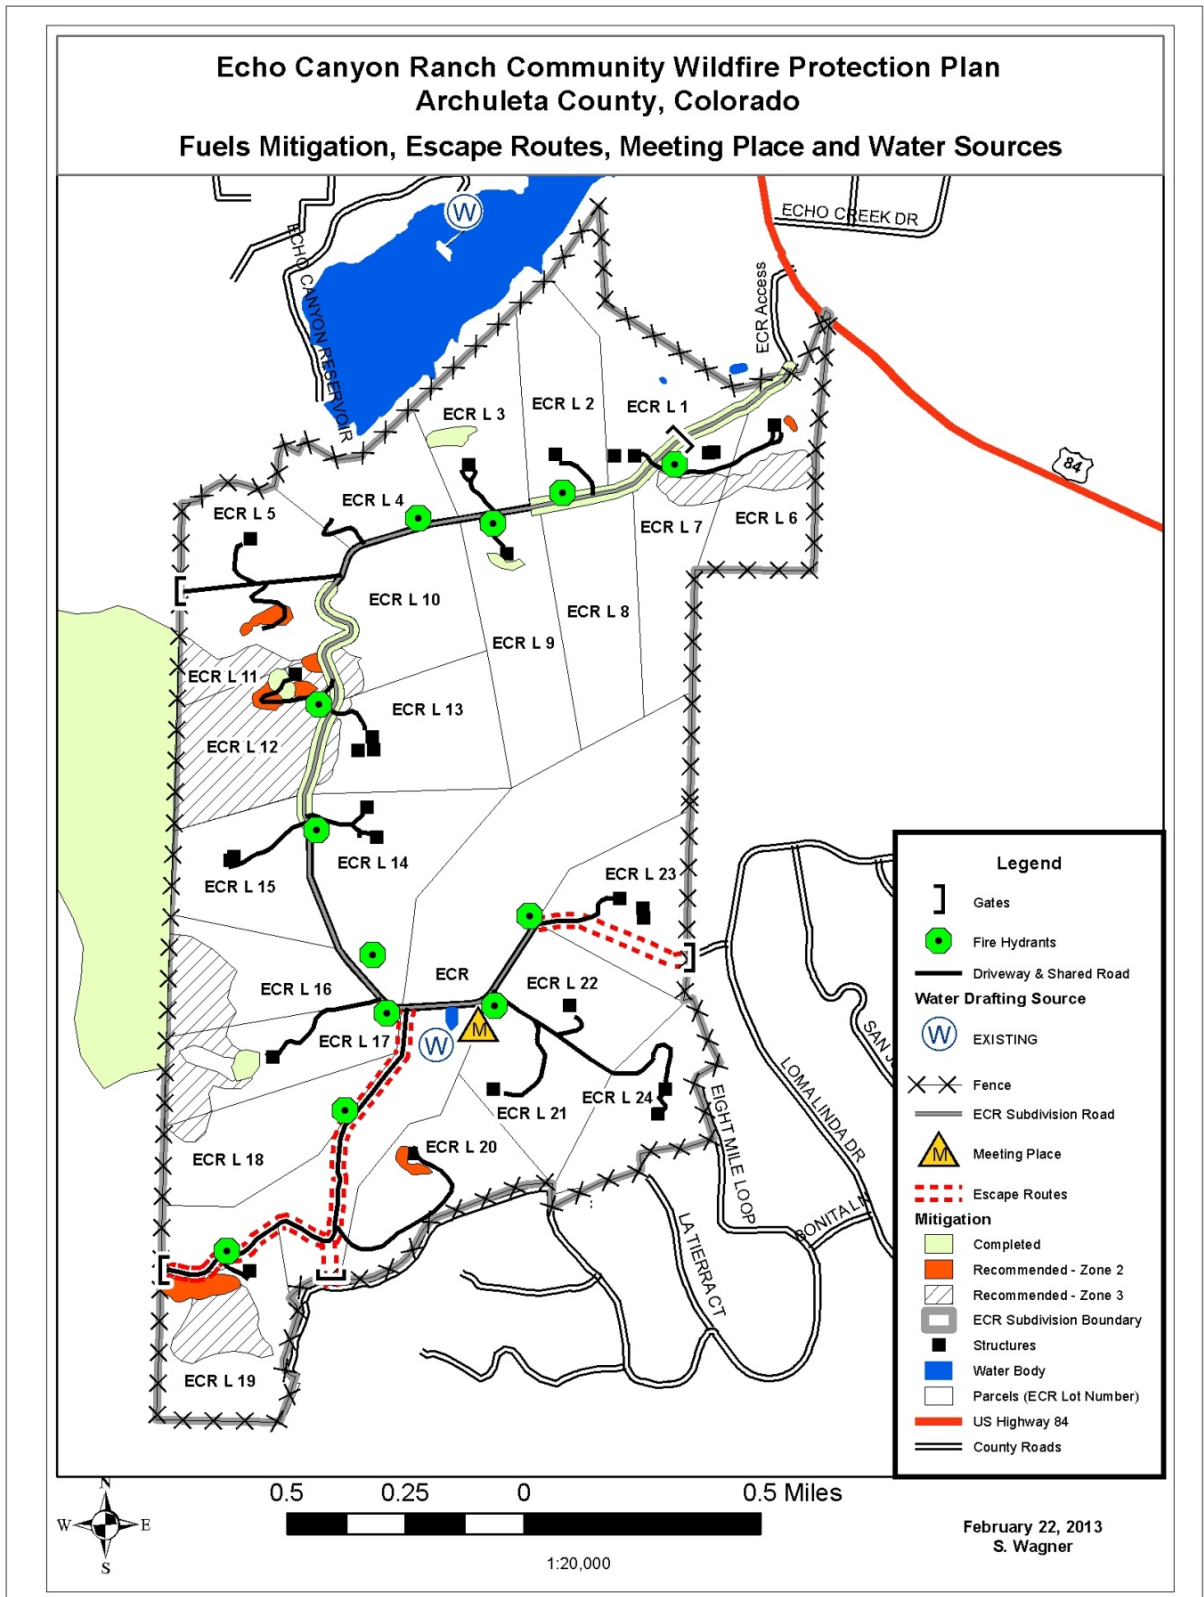 Echo Canyon Ranch Community Wildfire Protection Plan
Archuleta County, Colorado
Fuels Mitigation, Escape Routes, Meeting Place and Water Sources
W
ECHO CREEK DR
ECHO CANYON RESERVOIR
ECR Access
84
ECR L 3
ECR L 2
ECR L 1
ECR L 4
ECR L 5
ECR L 7
ECR L 6
ECR L 10
ECR L 8
ECR L 9
ECR L 11
ECR L 13
ECR L 12
ECR L 14
ECR L 15
ECR L 23
ECR
ECR L 16
ECR L 22
ECR L 17
W
M
ECR L 21
ECR L 24
ECR L 20
ECR L 18
ECR L 19
EIGHT MILE LOOP
LOMA LINDA DR
BONITA LN
LA TIERRA CT
Legend
Gates
Fire Hydrants
Driveway & Shared Road
Water Drafting Source
W
EXISTING
Fence
ECR Subdivision Road
M
Meeting Place
Escape Routes
Mitigation
Completed
Recommended - Zone 2
Recommended - Zone 3
ECR Subdivision Boundary
Structures
Water Body
Parcels (ECR Lot Number)
US Highway 84
County Roads
N
W
E
S
0.5 0.25 0 0.5 Miles
1:20,000
February 22, 2013
S. Wagner